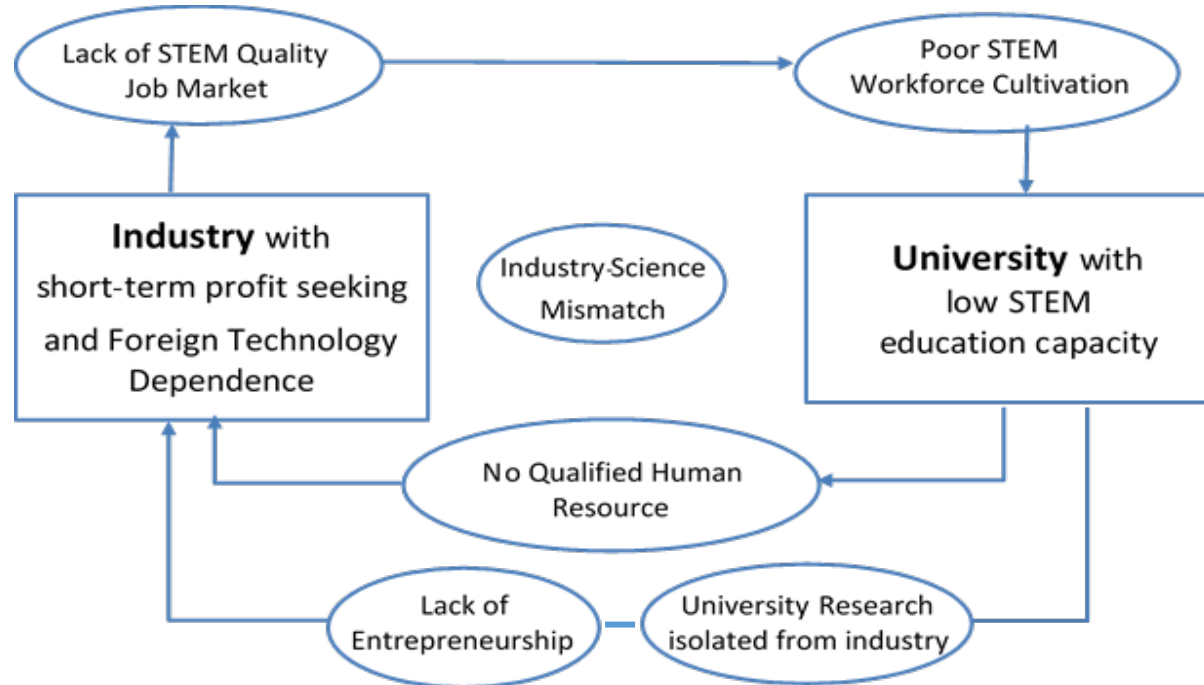 Lack of STEM Quality
Job Market
Poor STEM
Workforce Cultivation
Industry with
short-term profit seeking
and Foreign Technology
Dependence
Industry-Science
Mismatch
University with
low STEM
education capacity
No Qualified Human
Resource
Lack of
Entrepreneurship
University Research
isolated from industry